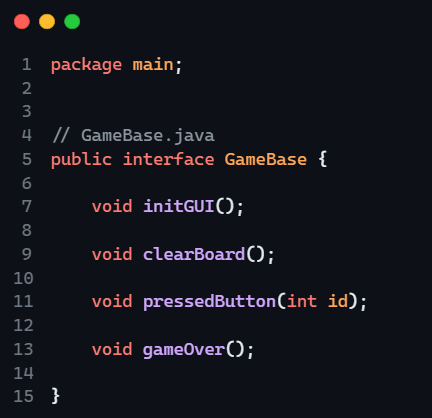 1 package main;
2
3
4 // GameBase.java
5 public interface GameBase {
6
7     void initGUI();
8
9     void clearBoard();
10
11     void pressedButton(int id);
12
13     void gameOver();
14
15 }